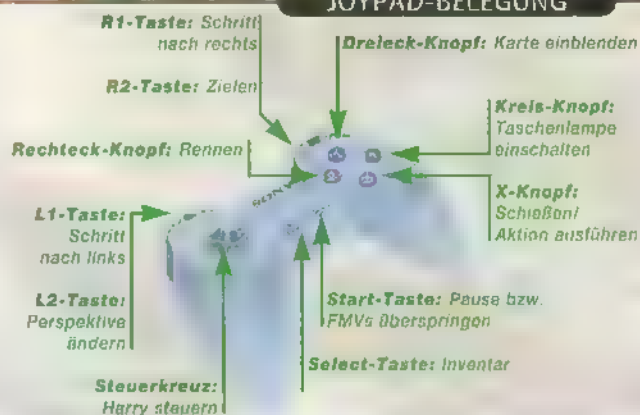 JOYPAD-BELEGUNG
R1-Taste: Schritt
nach rechts
Dreieck-Knopf: Karte einblenden
R2-Taste: Zielen
Kreis-Knopf:
Taschenlampe
einschalten
Rechteck-Knopf: Rennen
SONY
X-Knopf:
Schießen/
Aktion ausführen
L1-Taste:
Schritt
nach links
L2-Taste:
Perspektive
ändern
Start-Taste: Pause bzw.
FMVs überspringen
Select-Taste: Inventar
Steuerkreuz:
Harry steuern